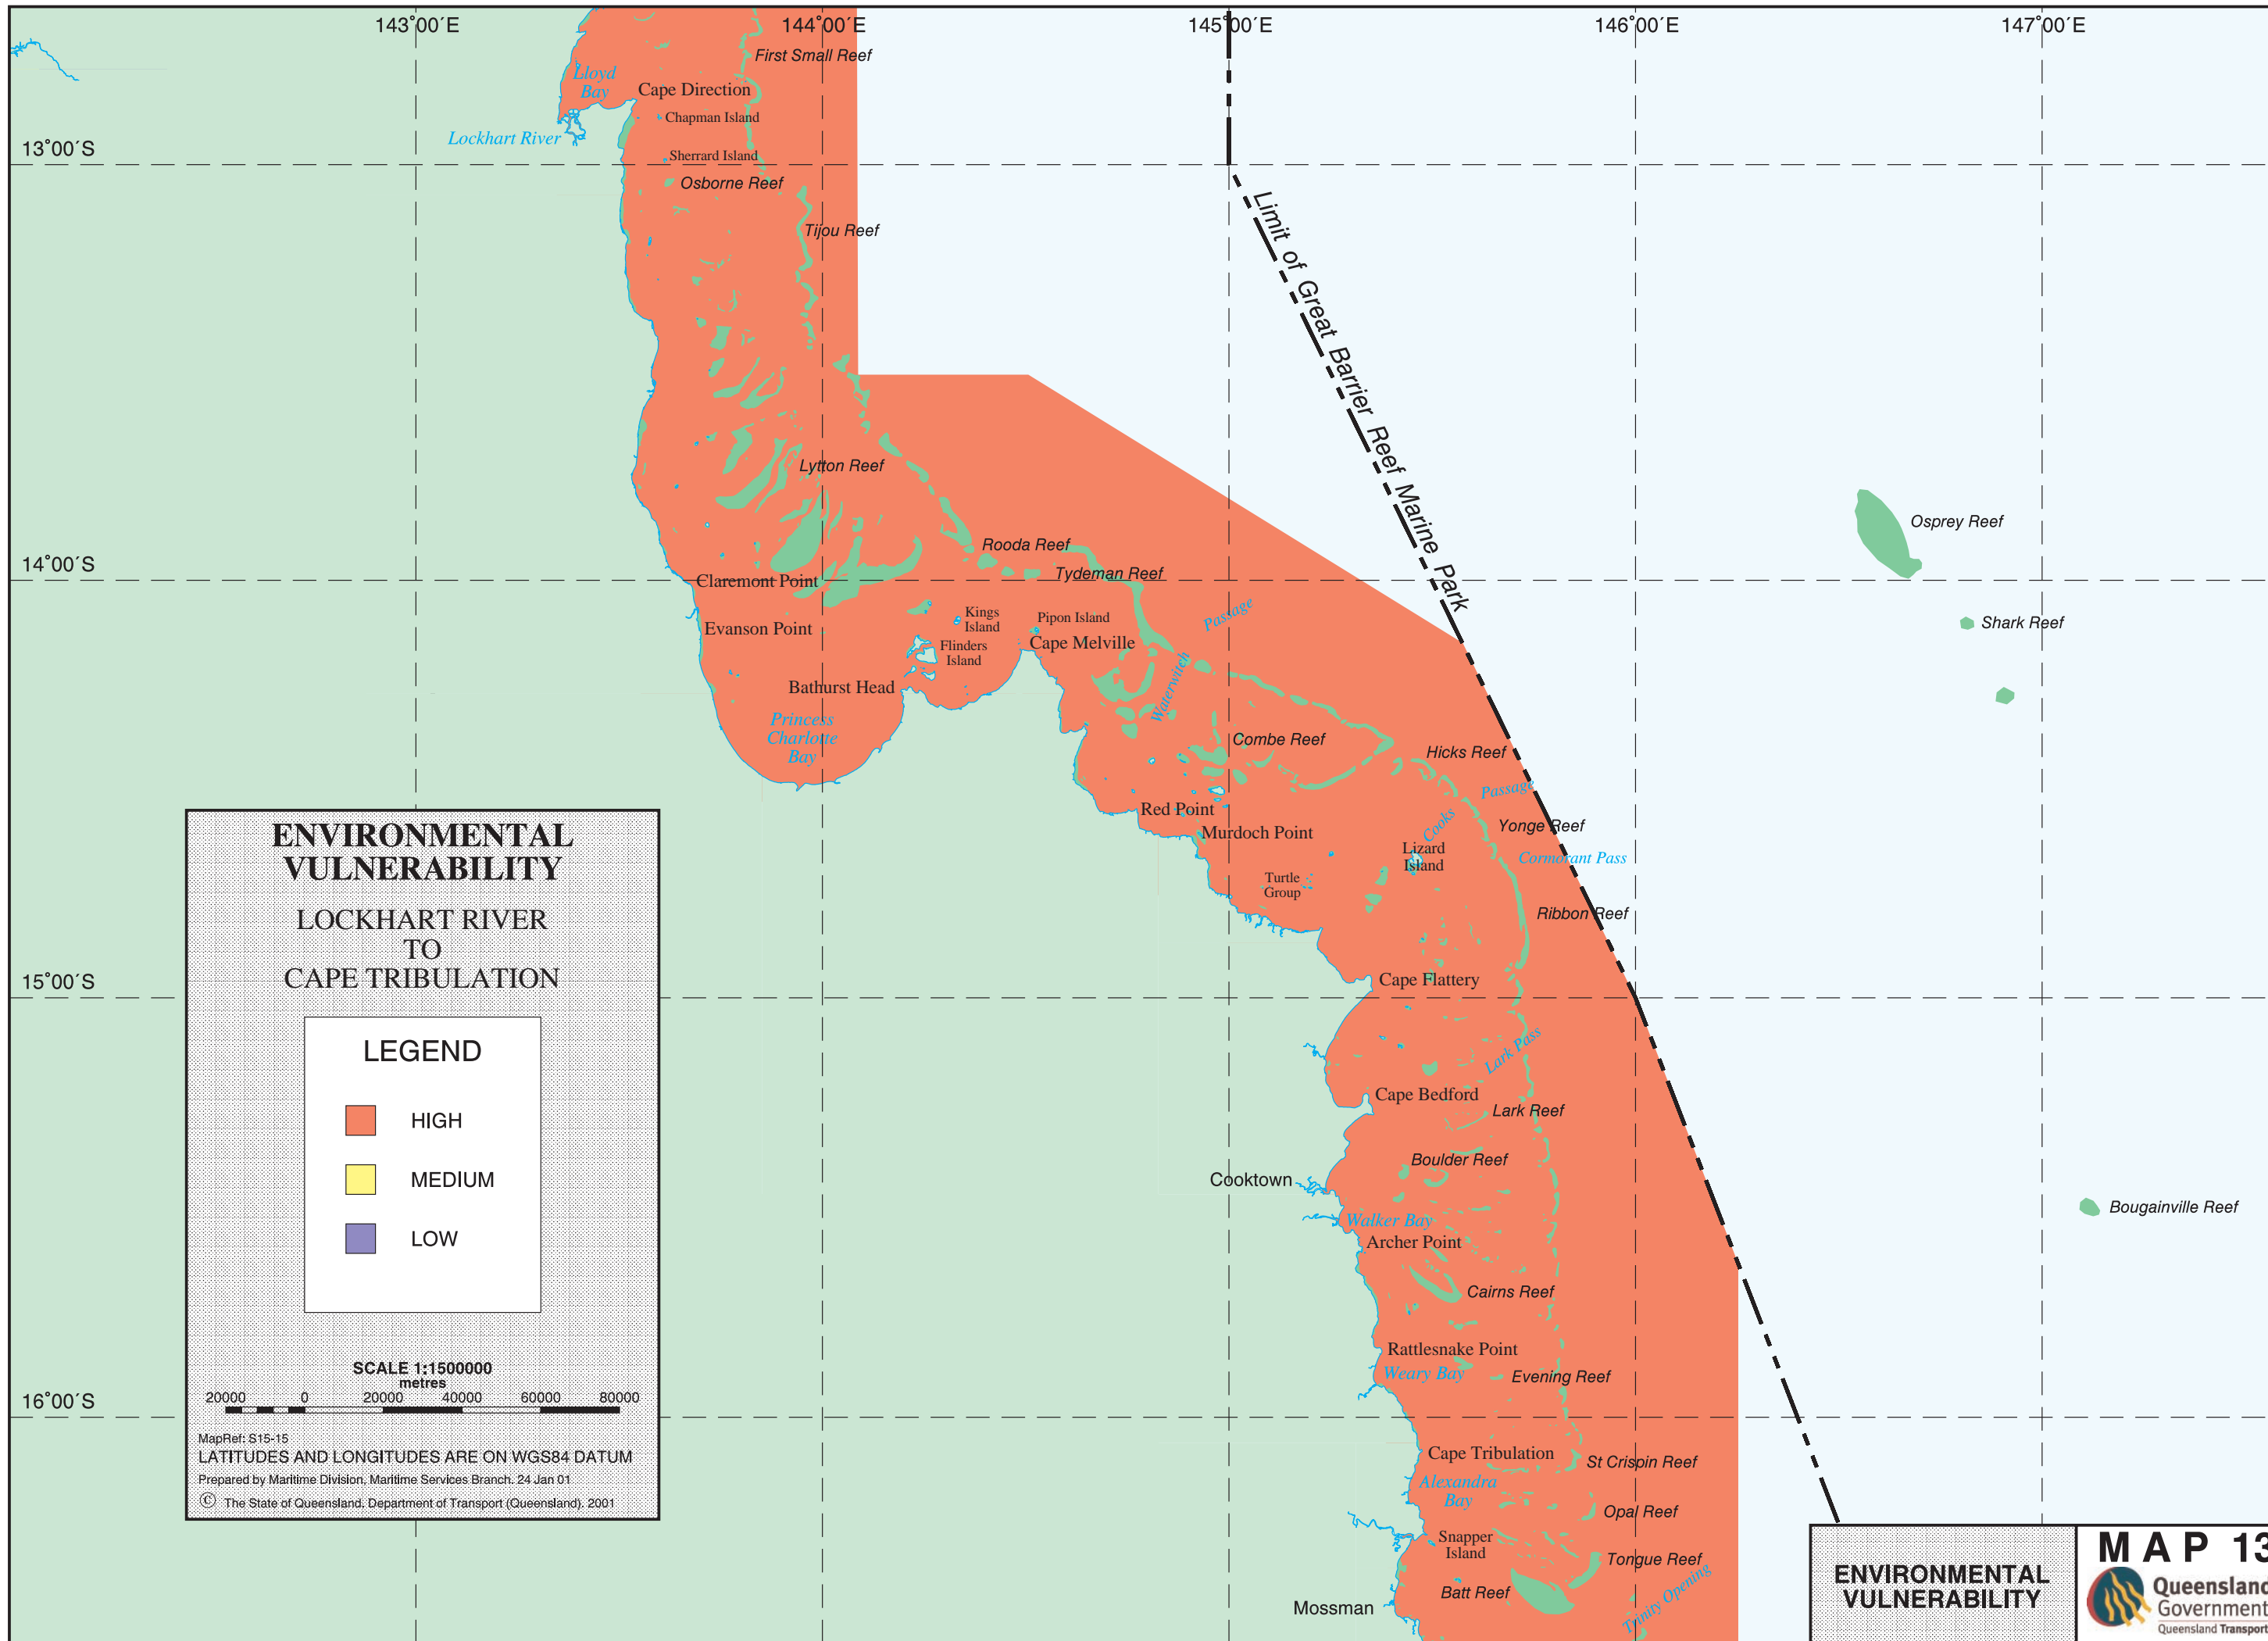 143°00´E
144°00´E
145°00´E
146°00´E
147°00´E
First Small Reef
Lloyd
Bay
Cape Direction
Chapman Island
Lockhart River
13°00´S
Sherrard Island
Osborne Reef
Tijou Reef
Limit of Great Barrier Reef Marine Park
Lytton Reef
Osprey Reef
Rooda Reef
14°00´S
Tydeman Reef
Claremont Point
Kings
Island
Pipon Island
Passage
Shark Reef
Evanson Point
Cape Melville
Flinders
Island
Bathurst Head
Waterwitch
Princess
Charlotte
Bay
Combe Reef
Hicks Reef
Passage
Red Point
Cooks
Yonge Reef
Murdoch Point
Lizard
Island
Cormorant Pass
Turtle
Group
Ribbon Reef
Cape Flattery
15°00´S
Lark Pass
Cape Bedford
Lark Reef
Boulder Reef
Cooktown
Bougainville Reef
Walker Bay
Archer Point
Cairns Reef
Rattlesnake Point
Weary Bay
Evening Reef
16°00´S
Cape Tribulation
St Crispin Reef
Alexandra
Bay
Opal Reef
Snapper
Island
Tongue Reef
Batt Reef
Trinity Opening
Mossman
ENVIRONMENTAL
VULNERABILITY
LOCKHART RIVER
TO
CAPE TRIBULATION
LEGEND
HIGH
MEDIUM
LOW
SCALE 1:1500000
metres
20000 0 20000 40000 60000 80000
MapRef: S15-15
LATITUDES AND LONGITUDES ARE ON WGS84 DATUM
Prepared by Maritime Division, Maritime Services Branch. 24 Jan 01
© The State of Queensland, Department of Transport (Queensland). 2001
ENVIRONMENTAL
VULNERABILITY
MAP 13
Queensland
Government
Queensland Transport